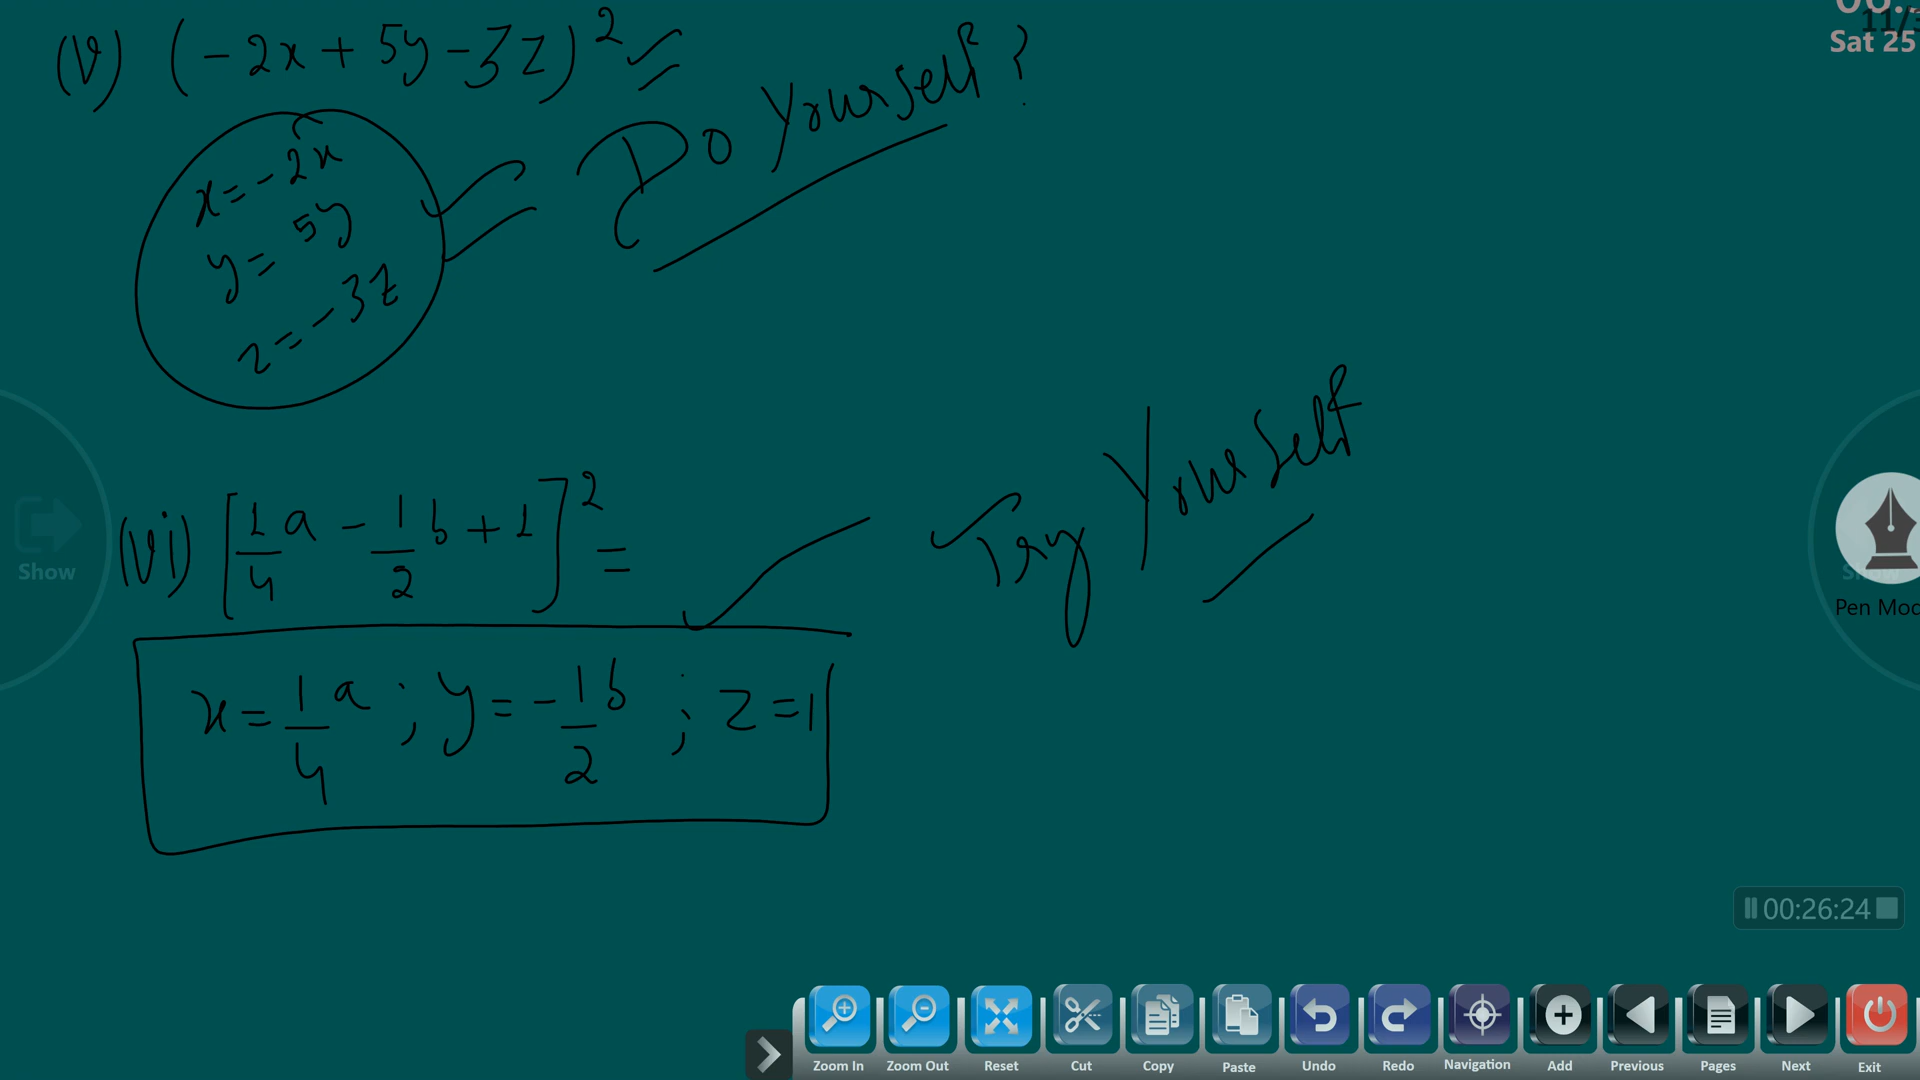 (V) (-2x + 5y - 3z)²
Do Yourself?
x = -2x
y = 5y
z = -3z
(vi) [1/4 a - 1/2 b + 1]² =
Try Yourself
x = 1/4 a ; y = -1/2 b ; z = 1
Sat 25
Show
Pen Mod
00:26:24
Zoom In Zoom Out Reset Cut Copy Paste Undo Redo Navigation Add Previous Pages Next Exit